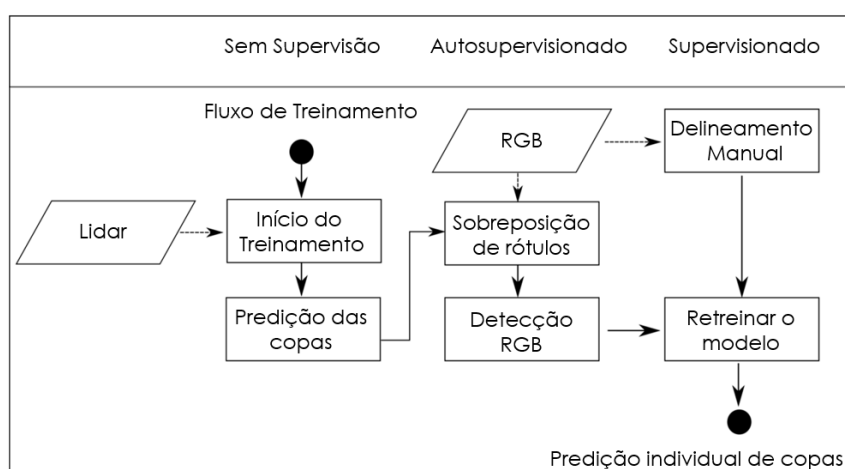 Sem Supervisão
Autosupervisionado
Supervisionado
Fluxo de Treinamento
RGB
Delineamento
Manual
Lidar
Início do
Treinamento
Sobreposição
de rótulos
Predição das
copas
Detecção
RGB
Retreinar o
modelo
Predição individual de copas